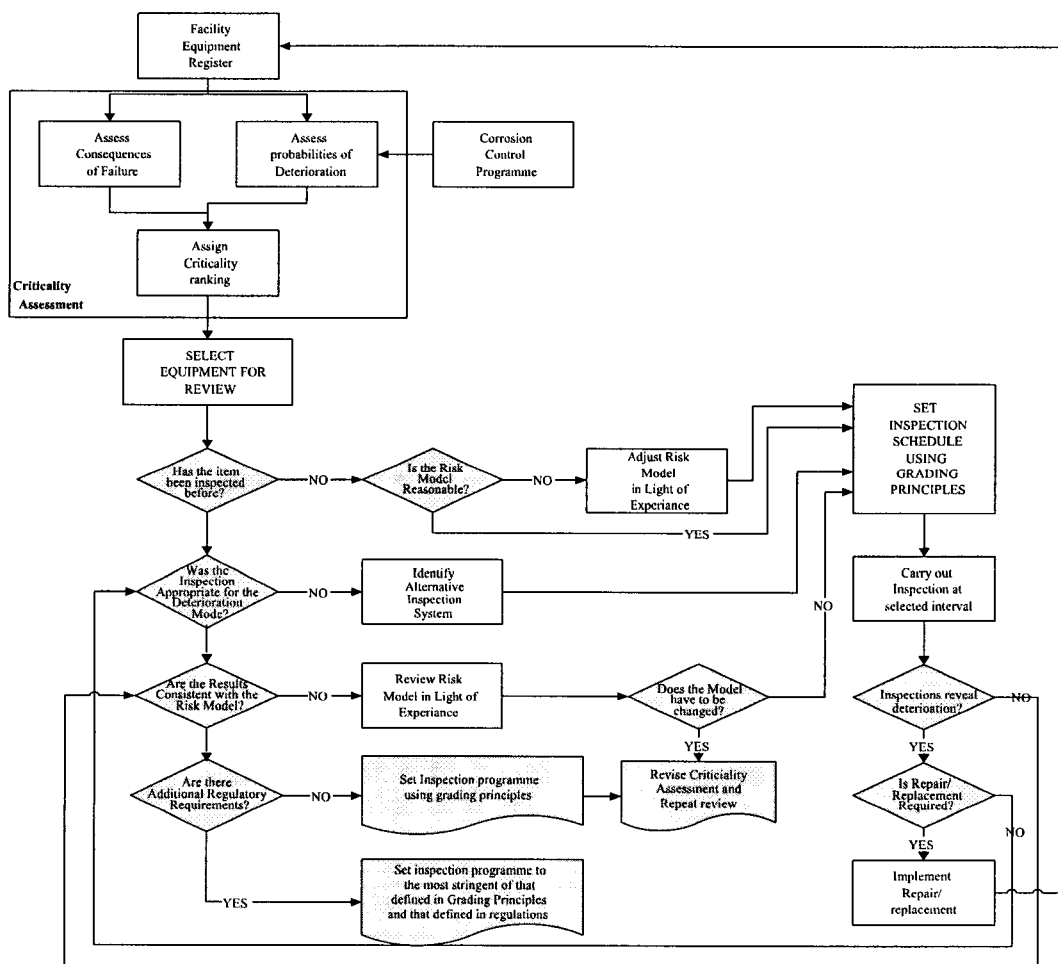 Facility
Equipment
Register
Assess
Consequences
of Failure
Assess
probabilities of
Deterioration
Corrosion
Control
Programme
Assign
Criticality
ranking
Criticality
Assessment
SELECT
EQUIPMENT FOR
REVIEW
Has the item
been inspected
before?
NO
Is the Risk
Model
Reasonable?
NO
YES
Adjust Risk
Model
in Light of
Experiance
SET
INSPECTION
SCHEDULE
USING
GRADING
PRINCIPLES
Was the
Inspection
Appropriate for the
Deterioration
Mode?
NO
Identify
Alternative
Inspection
System
NO
Carry out
Inspection at
selected interval
Are the Results
Consistent with the
Risk Model?
NO
Review Risk
Model in Light of
Experiance
Does the Model
have to be
changed?
YES
Inspections reveal
deterioation?
NO
YES
Are there
Additional Regulatory
Requirements?
NO
Set Inspection programme
using grading principles
Revise Criticiality
Assessment and
Repeat review
Is Repair/
Replacement
Required?
NO
YES
YES
Set inspection programme to
the most stringent of that
defined in Grading Principles
and that defined in regulations
Implement
Repair/
replacement